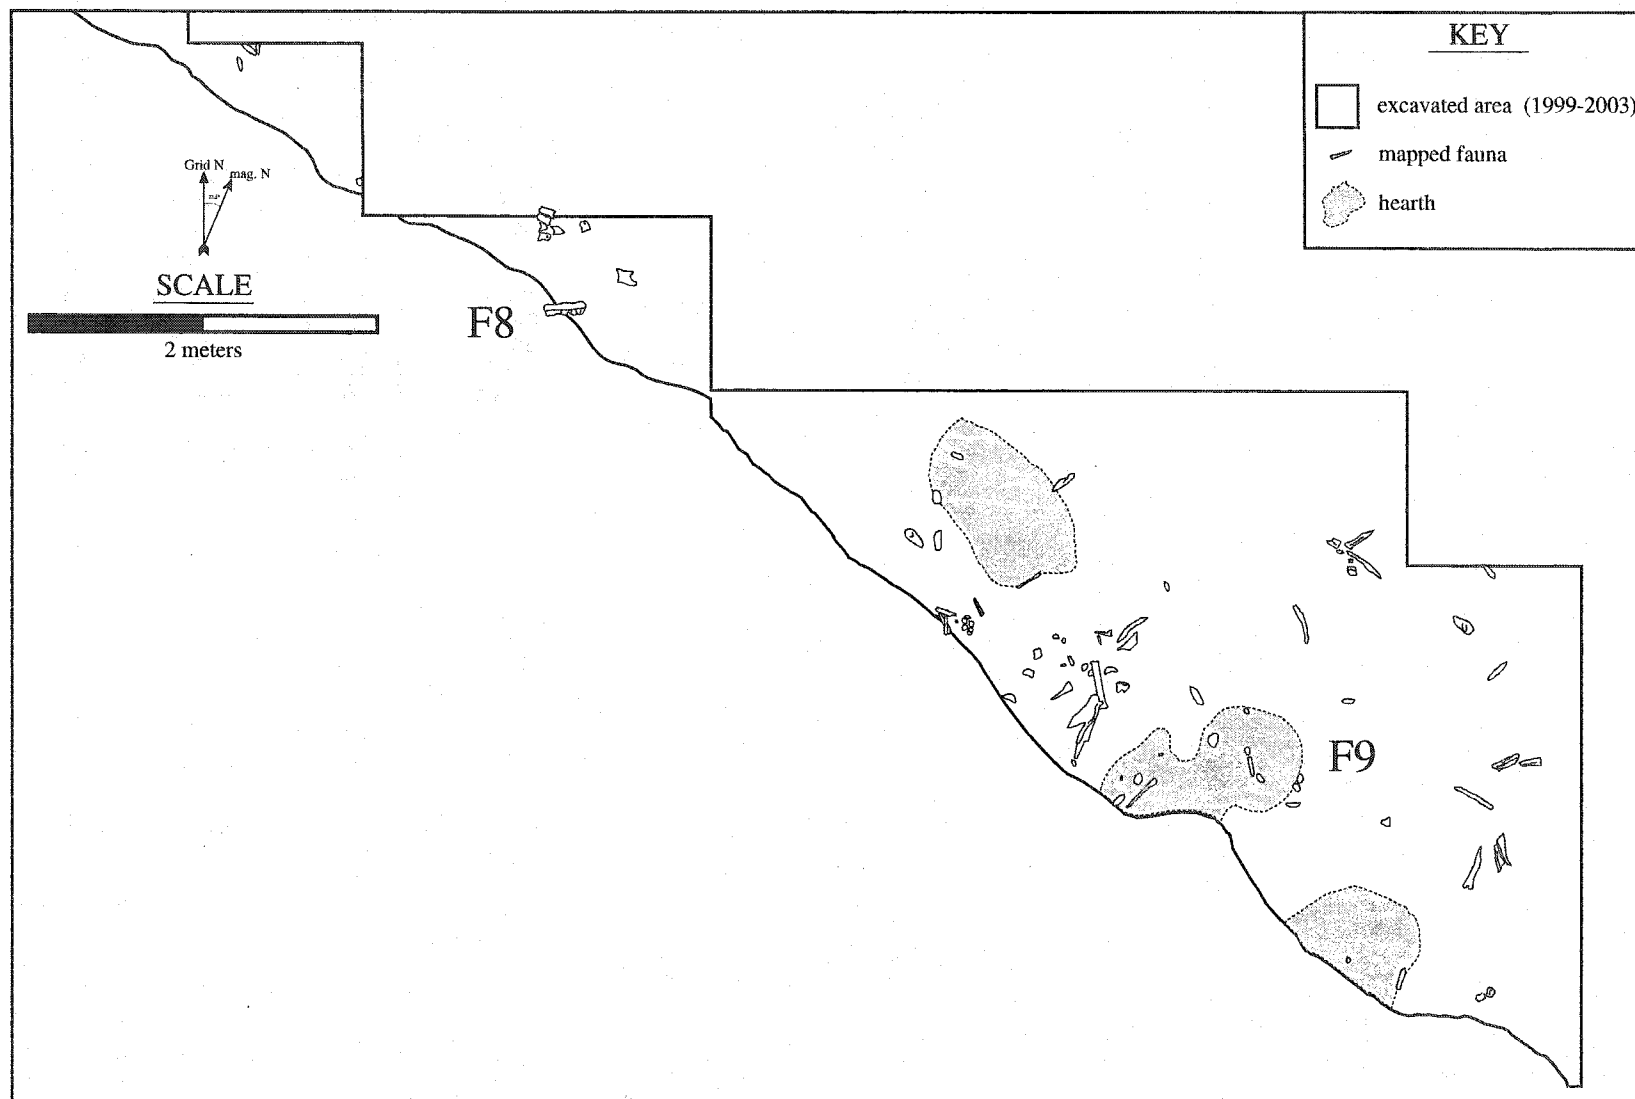 KEY
excavated area (1999-2003)
mapped fauna
hearth
Grid N
mag. N
SCALE
2 meters
F8
F9